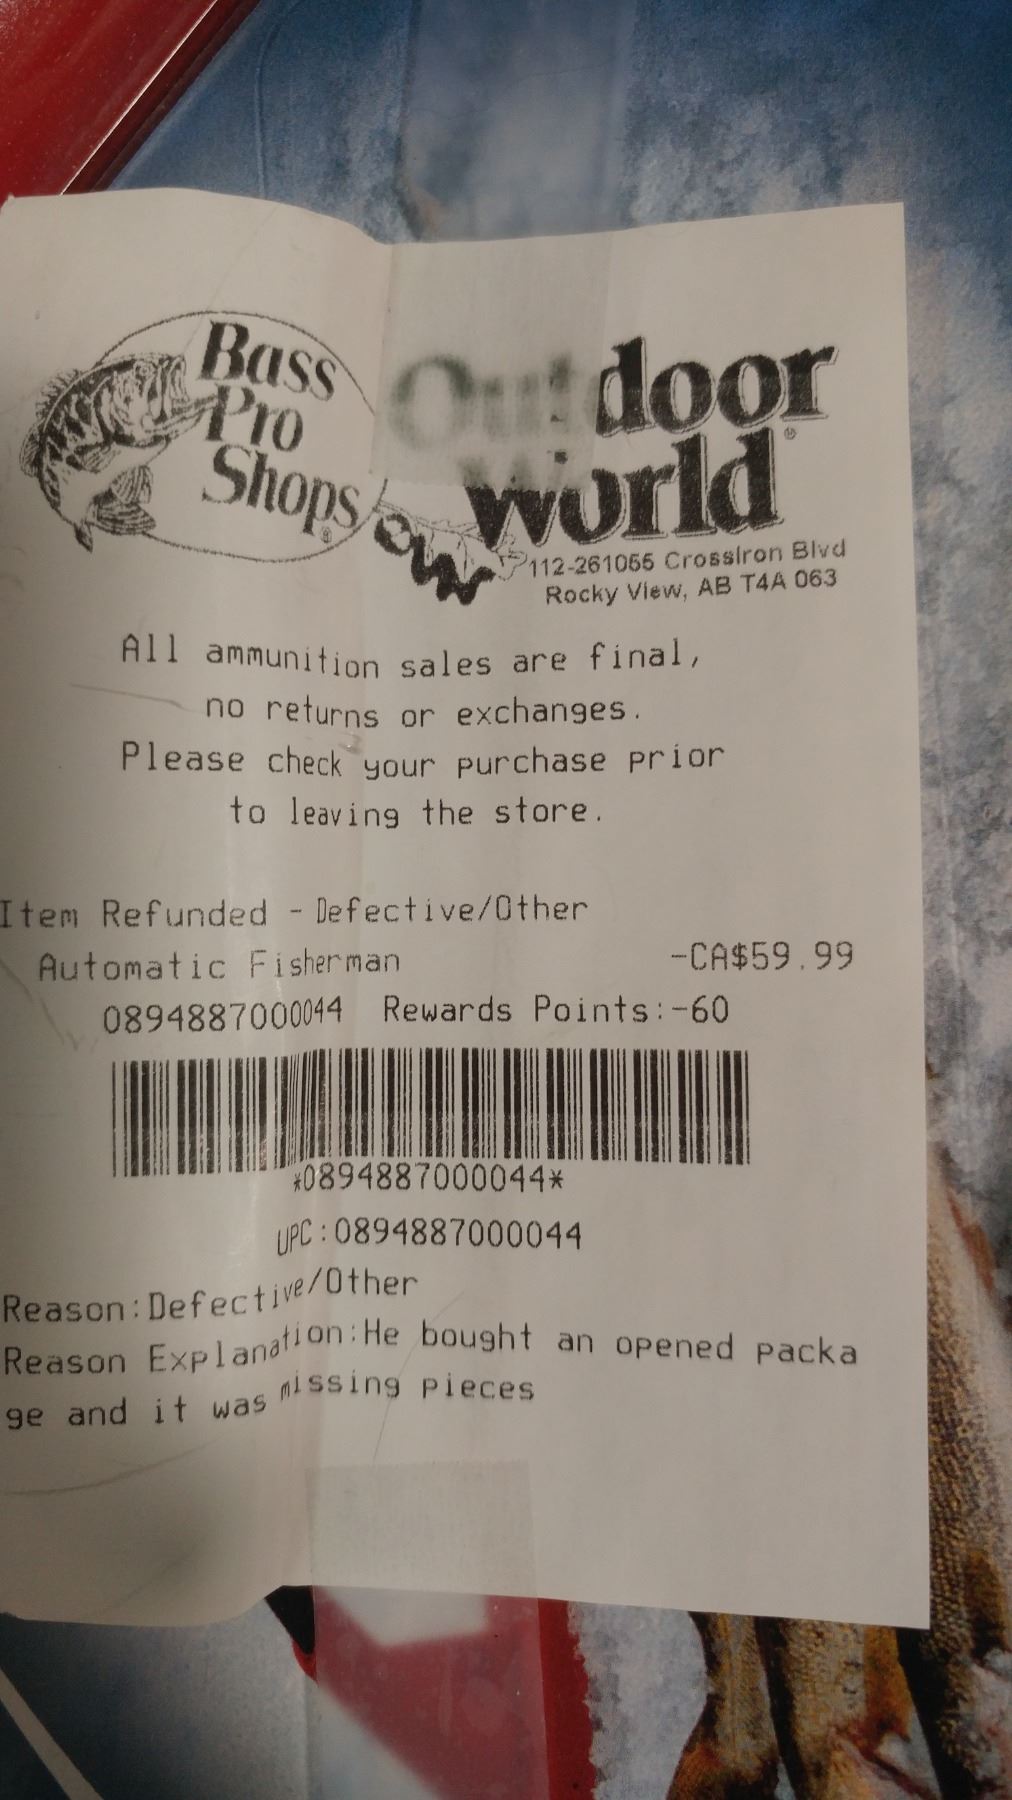 Bass
Pro
Shops®
Outdoor
World®
112-261055 CrossIron Blvd
Rocky View, AB T4A 063
All ammunition sales are final,
no returns or exchanges.
Please check your purchase prior
to leaving the store.
Item Refunded - Defective/Other
Automatic Fisherman -CA$59.99
0894887000044 Rewards Points:-60
*0894887000044*
UPC:0894887000044
Reason:Defective/Other
Reason Explanation:He bought an opened packa
ge and it was missing pieces